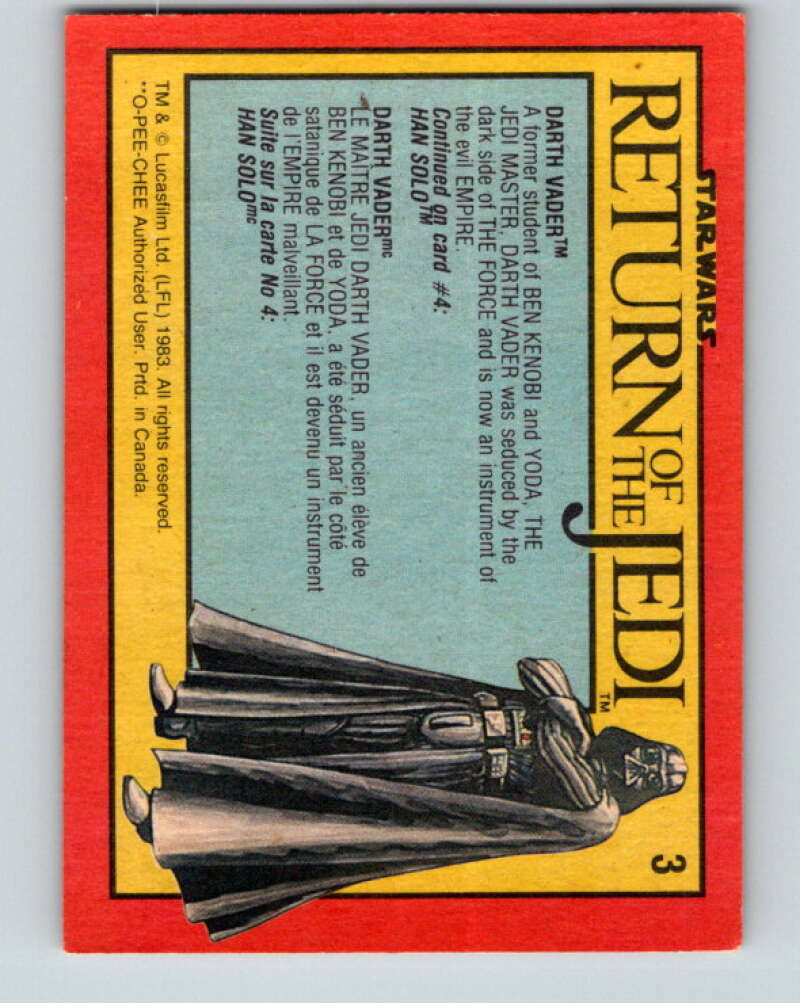 STAR WARS
RETURN OF THE JEDI™
3
DARTH VADER™
A former student of BEN KENOBI and YODA, THE
JEDI MASTER, DARTH VADER was seduced by the
dark side of THE FORCE and is now an instrument of
the evil EMPIRE.
Continued on card #4:
HAN SOLO™
DARTH VADERmc
LE MAITRE JEDI DARTH VADER, un ancien élève de
BEN KENOBI et de YODA, a été séduit par le côté
satanique de LA FORCE et il est devenu un instrument
de l'EMPIRE malveillant.
Suite sur la carte No 4:
HAN SOLOmc
TM & © Lucasfilm Ltd. (LFL) 1983. All rights reserved.
**O-PEE-CHEE Authorized User. Prtd. in Canada.